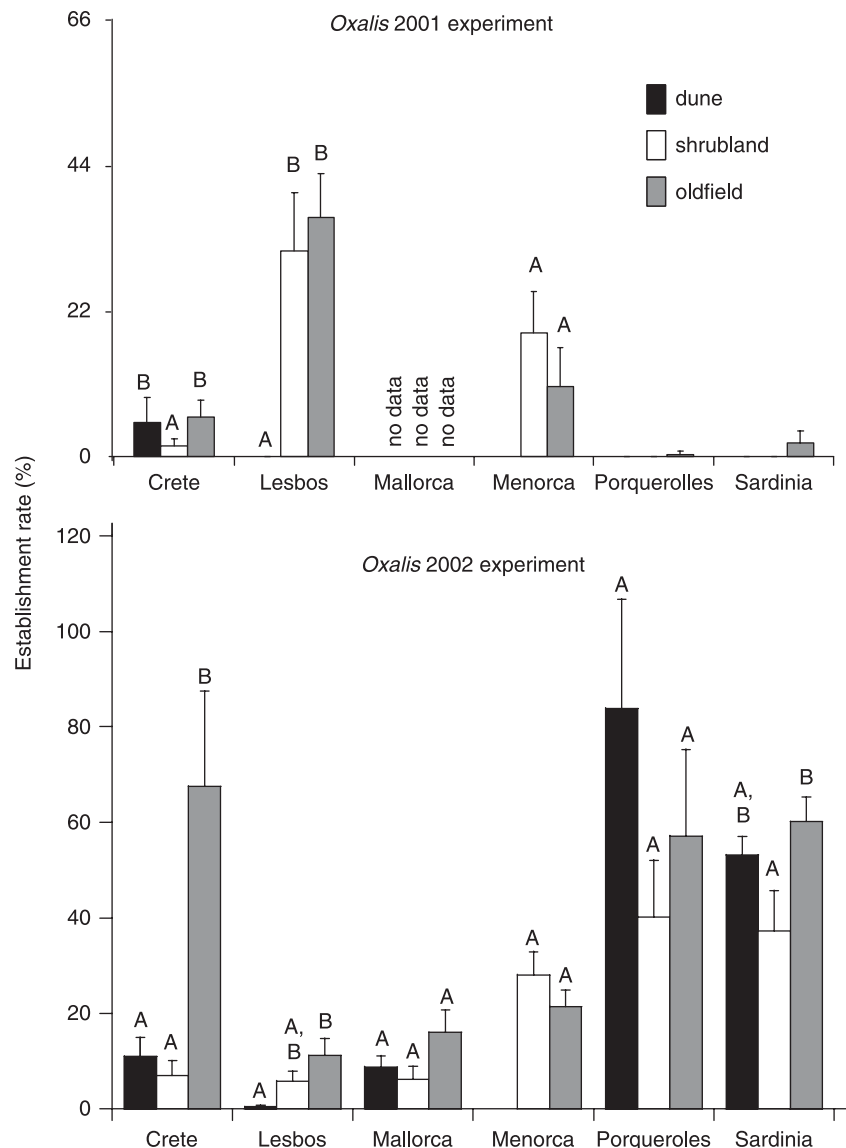 Oxalis 2001 experiment
66
44
22
0
dune
shrubland
oldfield
B
A
B
A
B
B
no data
no data
no data
A
A
Crete
Lesbos
Mallorca
Menorca
Porquerolles
Sardinia
Establishment rate (%)
Oxalis 2002 experiment
120
100
80
60
40
20
0
A
A
B
A
A,
B
B
A
A
A
A
A
A
A
A
A,
B
A
B
Crete
Lesbos
Mallorca
Menorca
Porquerolles
Sardinia